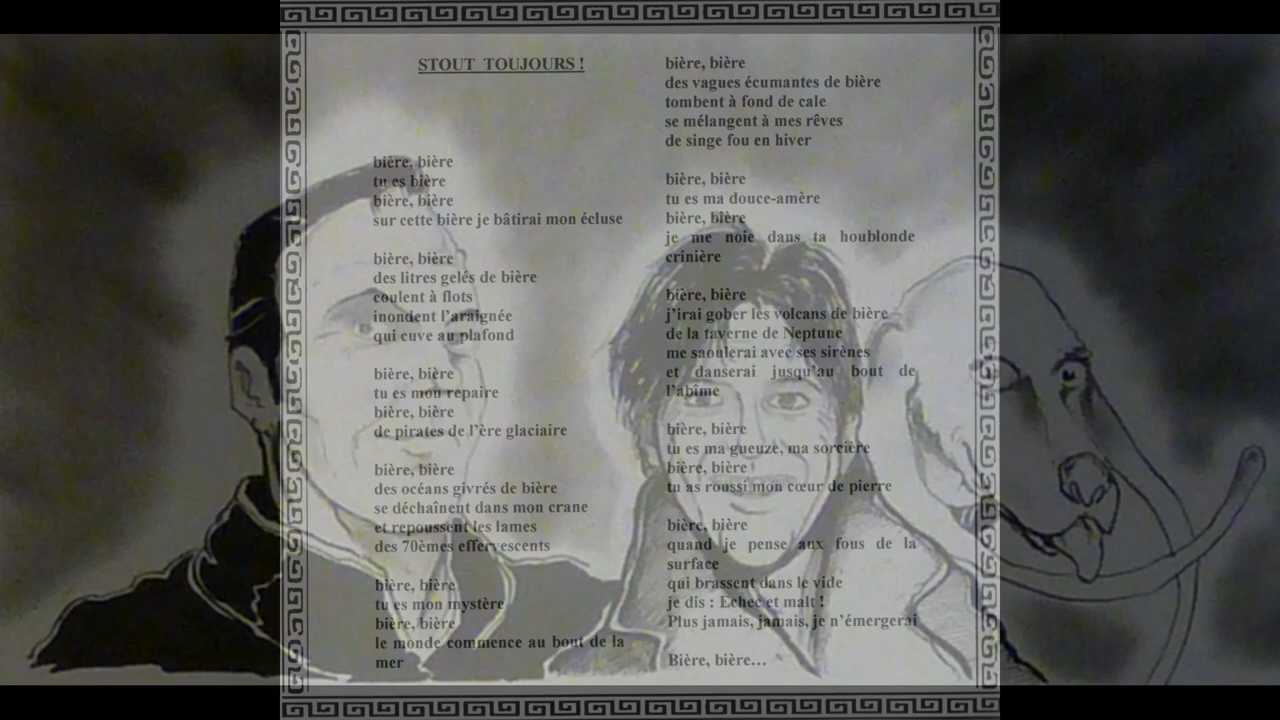 STOUT TOUJOURS !
bière, bière
tu es bière
bière, bière
sur cette bière je bâtirai mon écluse
bière, bière
des litres gelés de bière
coulent à flots
inondent l'araignée
qui cuve au plafond
bière, bière
tu es mon repaire
bière, bière
de pirates de l'ère glaciaire
bière, bière
des océans givrés de bière
se déchaînent dans mon crane
et repoussent les lames
des 70èmes effervescents
bière, bière
tu es mon mystère
bière, bière
le monde commence au bout de la
mer
bière, bière
des vagues écumantes de bière
tombent à fond de cale
se mélangent à mes rêves
de singe fou en hiver
bière, bière
tu es ma douce-amère
bière, bière
je me noie dans ta houblonde
crinière
bière, bière
j'irai gober les volcans de bière
de la taverne de Neptune
me saoulerai avec ses sirènes
et danserai jusqu'au bout de
l'abîme
bière, bière
tu es ma gueuze, ma sorcière
bière, bière
tu as roussi mon cœur de pierre
bière, bière
quand je pense aux fous de la
surface
qui brassent dans le vide
je dis : Echec et malt !
Plus jamais, jamais, je n'émergerai
Bière, bière…